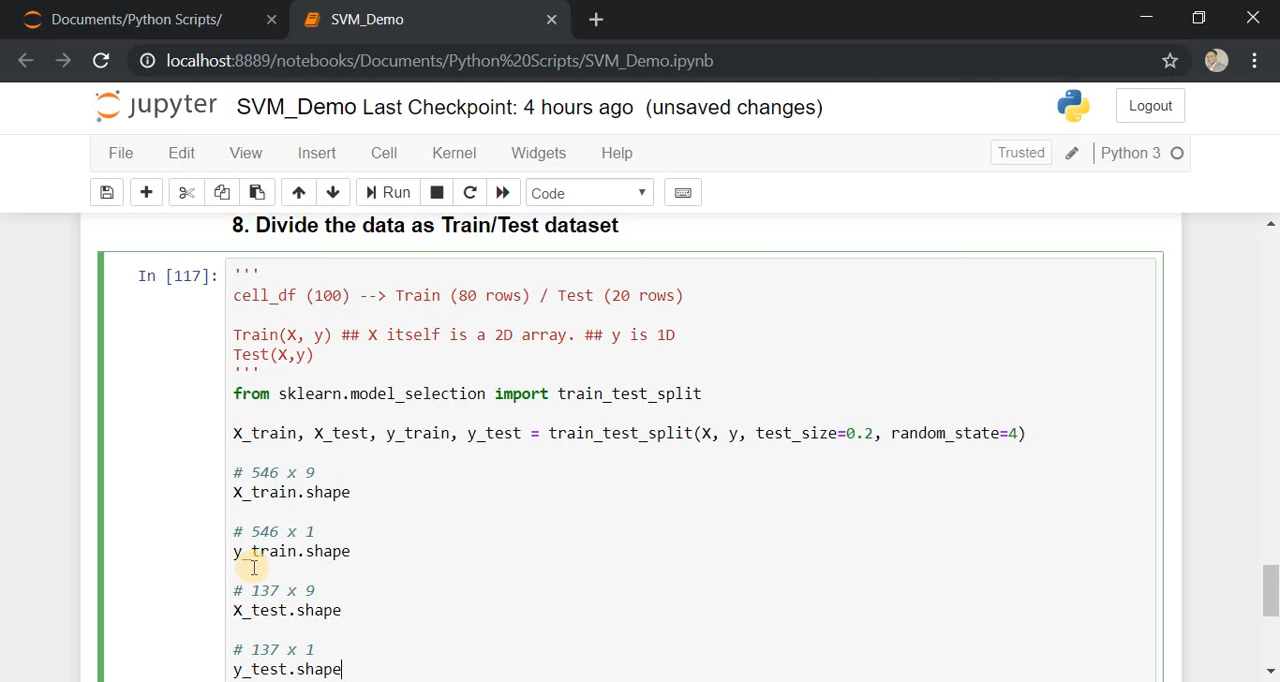 Documents/Python Scripts/
SVM_Demo
localhost:8889/notebooks/Documents/Python%20Scripts/SVM_Demo.ipynb
jupyter SVM_Demo Last Checkpoint: 4 hours ago (unsaved changes)
Logout
File Edit View Insert Cell Kernel Widgets Help
Trusted Python 3
Run Code
8. Divide the data as Train/Test dataset
In [117]: '''
cell_df (100) --> Train (80 rows) / Test (20 rows)
Train(X, y) ## X itself is a 2D array. ## y is 1D
Test(X,y)
'''
from sklearn.model_selection import train_test_split
X_train, X_test, y_train, y_test = train_test_split(X, y, test_size=0.2, random_state=4)
# 546 x 9
X_train.shape
# 546 x 1
y_train.shape
# 137 x 9
X_test.shape
# 137 x 1
y_test.shape